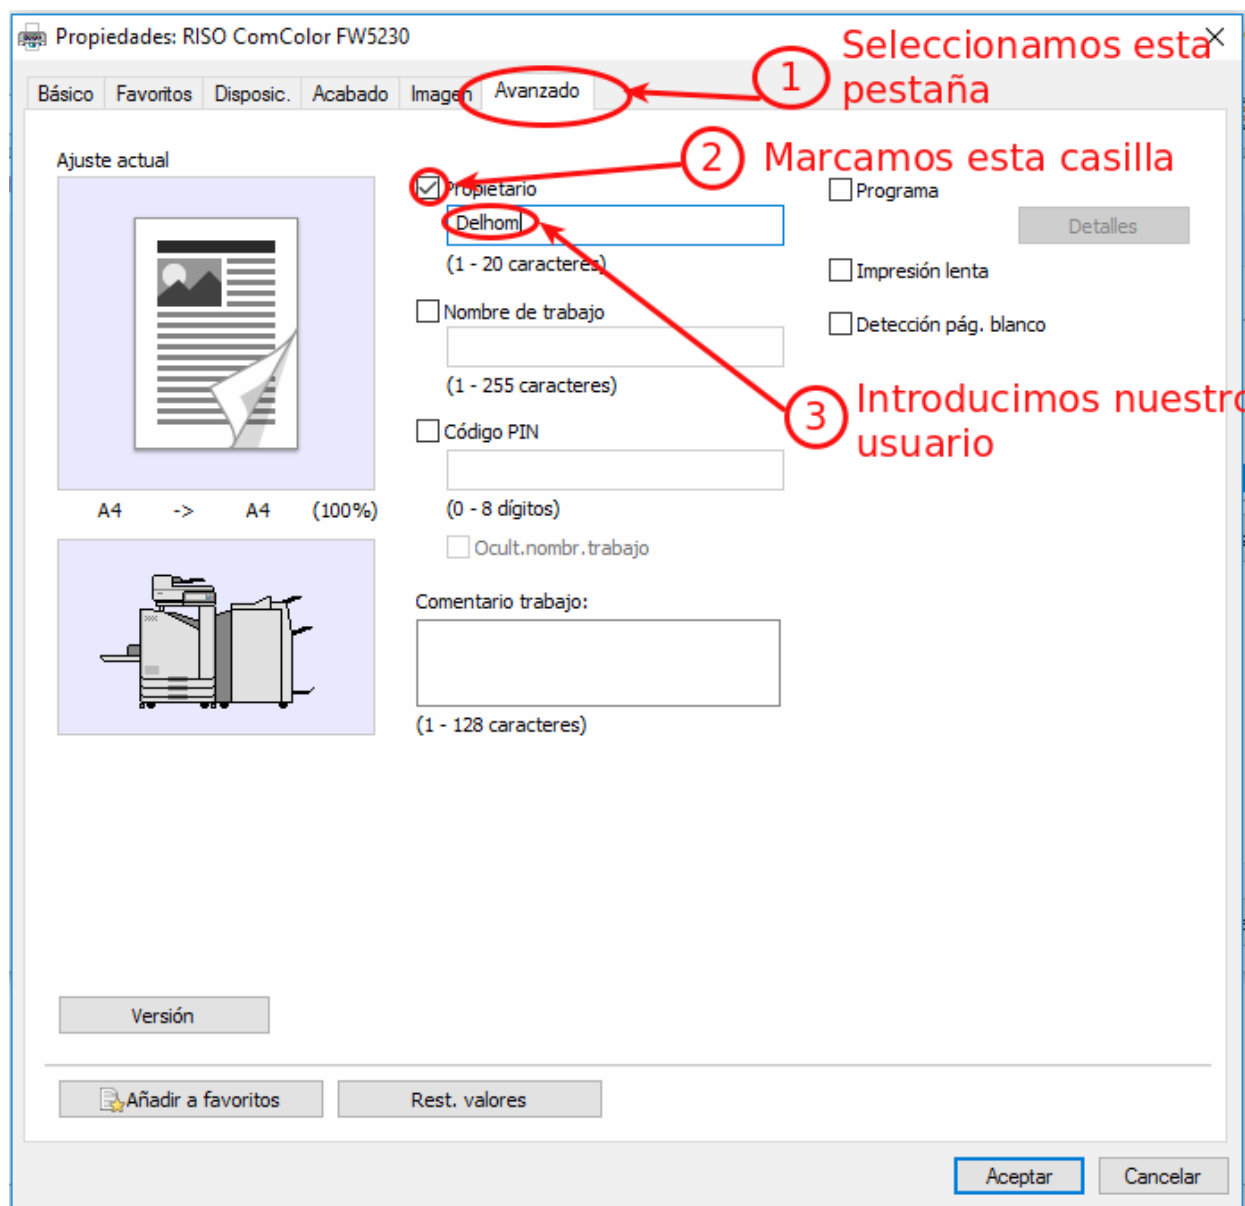 Propiedades: RISO ComColor FW5230
Seleccionamos esta
pestaña
1
Básico Favoritos Disposic. Acabado Imagen Avanzado
2 Marcamos esta casilla
Ajuste actual
Propietario
Programa
Delhom
Detalles
(1 - 20 caracteres)
Impresión lenta
Nombre de trabajo
Detección pág. blanco
(1 - 255 caracteres)
3 Introducimos nuestro
usuario
Código PIN
A4 -> A4 (100%)
(0 - 8 dígitos)
Ocult.nombr.trabajo
Comentario trabajo:
(1 - 128 caracteres)
Versión
Añadir a favoritos
Rest. valores
Aceptar
Cancelar